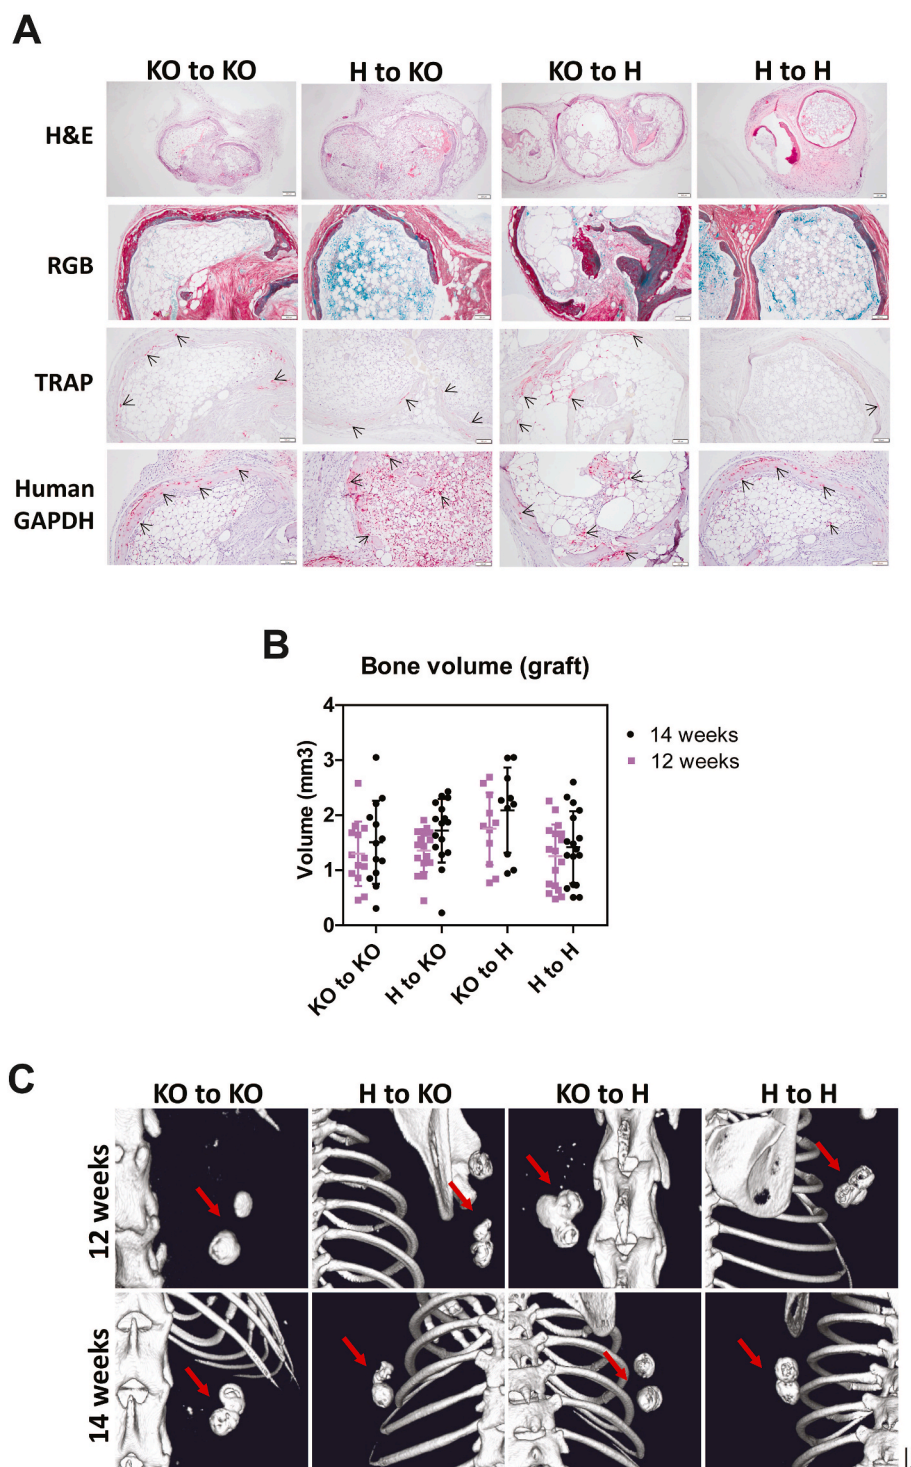 A
KO to KO H to KO KO to H H to H
H&E
RGB
TRAP
Human
GAPDH
B
Bone volume (graft)
4
3
2
1
0
Volume (mm3)
14 weeks
12 weeks
KO to KO
H to KO
KO to H
H to H
C
KO to KO H to KO KO to H H to H
12 weeks
14 weeks